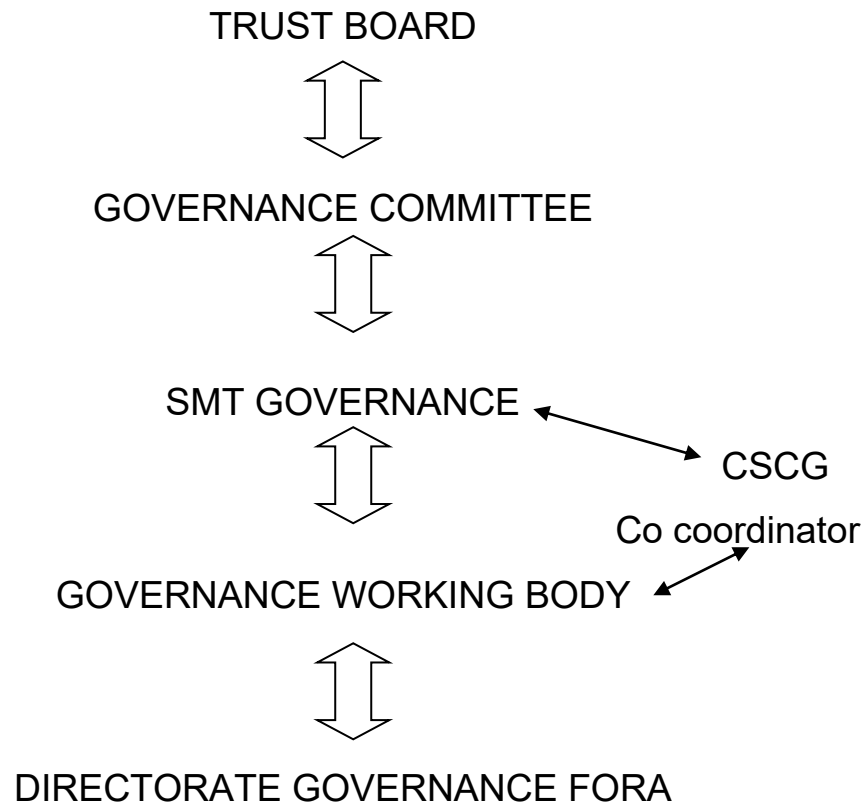 TRUST BOARD
GOVERNANCE COMMITTEE
SMT GOVERNANCE
CSCG
Co coordinator
GOVERNANCE WORKING BODY
DIRECTORATE GOVERNANCE FORA